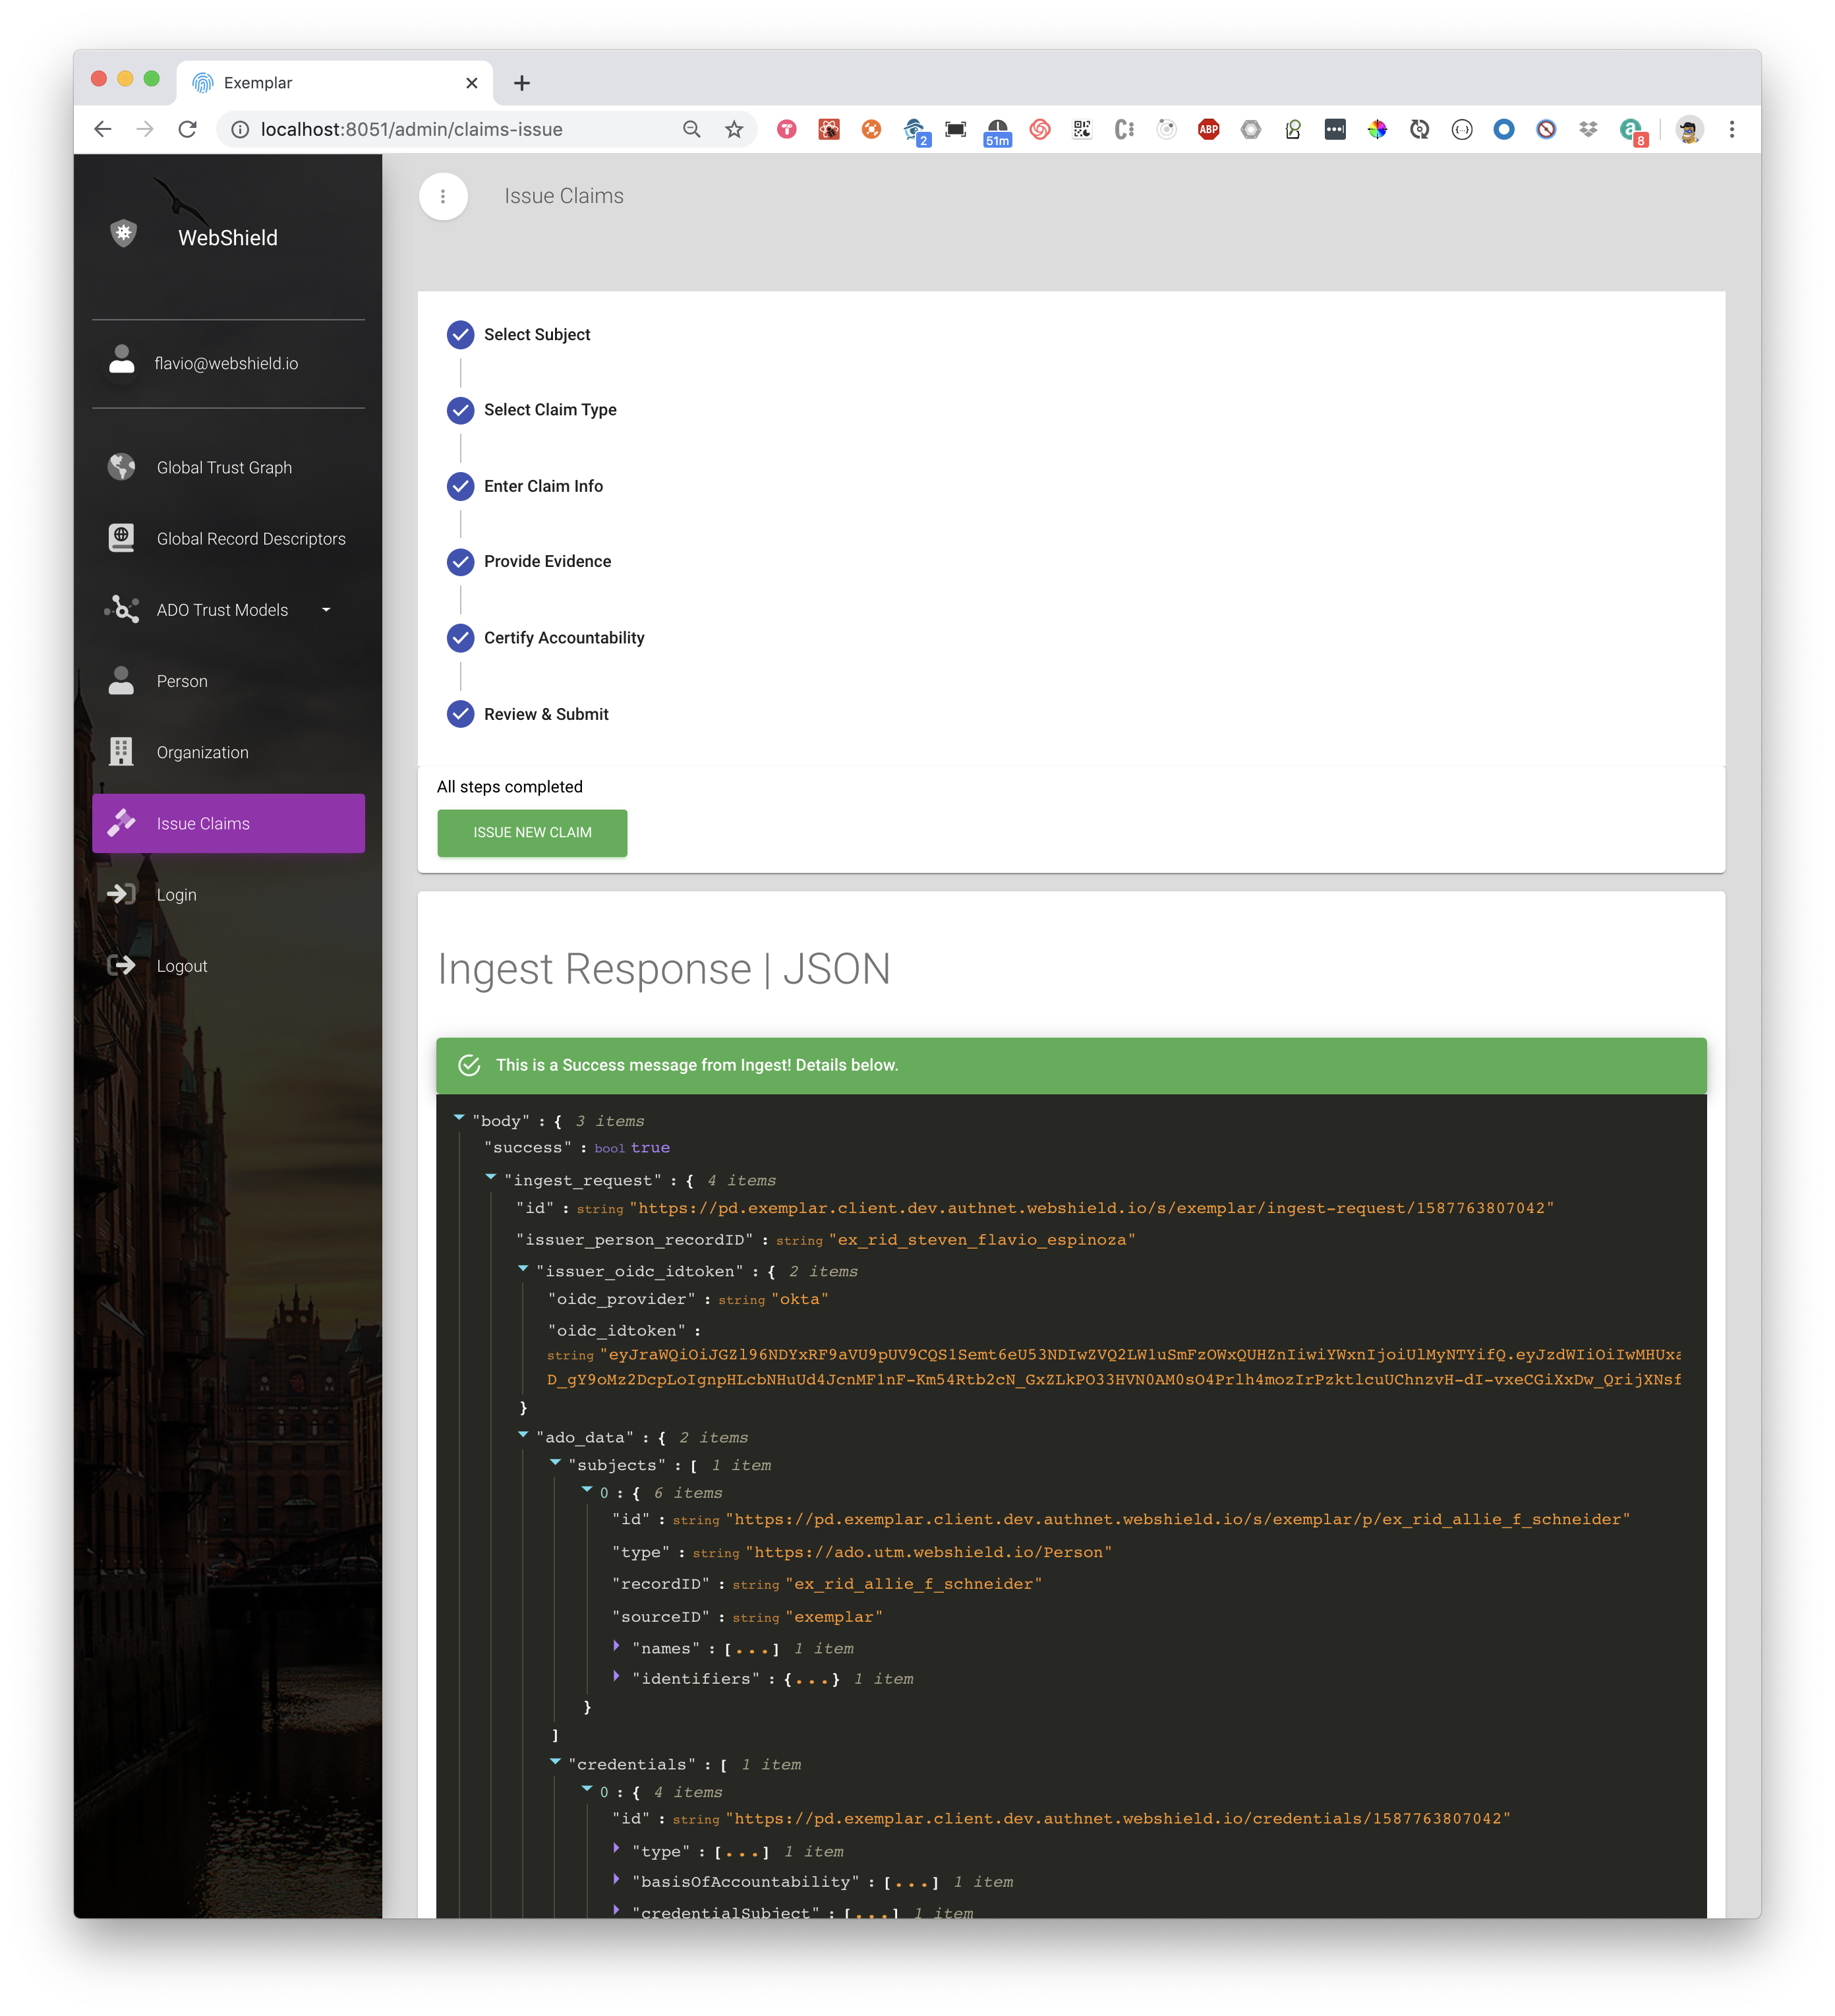 Exemplar
localhost:8051/admin/claims-issue
2
51m
ABP
8
WebShield
flavio@webshield.io
Global Trust Graph
Global Record Descriptors
ADO Trust Models
Person
Organization
Issue Claims
Login
Logout
Issue Claims
Select Subject
Select Claim Type
Enter Claim Info
Provide Evidence
Certify Accountability
Review & Submit
All steps completed
ISSUE NEW CLAIM
Ingest Response | JSON
This is a Success message from Ingest! Details below.
"body" : { 3 items
"success" : bool true
"ingest_request" : { 4 items
"id" : string "https://pd.exemplar.client.dev.authnet.webshield.io/s/exemplar/ingest-request/1587763807042"
"issuer_person_recordID" : string "ex_rid_steven_flavio_espinoza"
"issuer_oidc_idtoken" : { 2 items
"oidc_provider" : string "okta"
"oidc_idtoken" :
string
}
"ado_data" : { 2 items
"subjects" : [ 1 item
0 : { 6 items
"id" : string "https://pd.exemplar.client.dev.authnet.webshield.io/s/exemplar/p/ex_rid_allie_f_schneider"
"type" : string "https://ado.utm.webshield.io/Person"
"recordID" : string "ex_rid_allie_f_schneider"
"sourceID" : string "exemplar"
"names" : [...] 1 item
"identifiers" : {...} 1 item
}
]
"credentials" : [ 1 item
0 : { 4 items
"id" : string "https://pd.exemplar.client.dev.authnet.webshield.io/credentials/1587763807042"
"type" : [...] 1 item
"basisOfAccountability" : [...] 1 item
"credentialSubject" : [...] 1 item